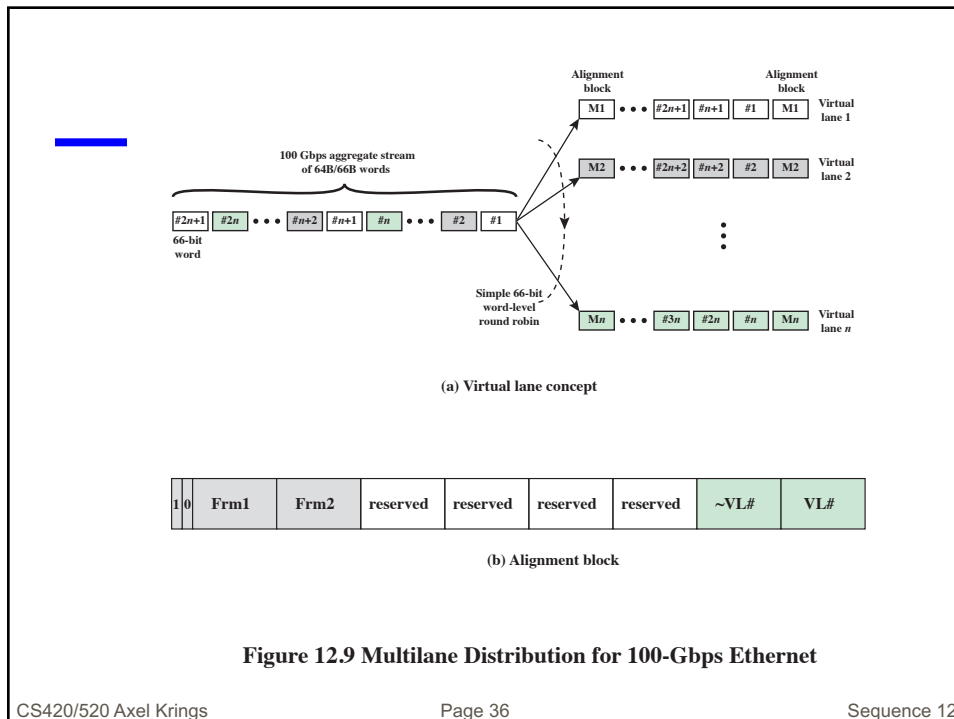 Alignment block
Alignment block
M1 ••• #2n+1 #n+1 #1 M1 Virtual lane 1
100 Gbps aggregate stream
of 64B/66B words
M2 ••• #2n+2 #n+2 #2 M2 Virtual lane 2
#2n+1 #2n ••• #n+2 #n+1 #n ••• #2 #1
66-bit
word
Simple 66-bit
word-level
round robin
Mn ••• #3n #2n #n Mn Virtual lane n
(a) Virtual lane concept
1 0 Frm1 Frm2 reserved reserved reserved reserved ~VL# VL#
(b) Alignment block
Figure 12.9 Multilane Distribution for 100-Gbps Ethernet
CS420/520 Axel Krings Page 36 Sequence 12